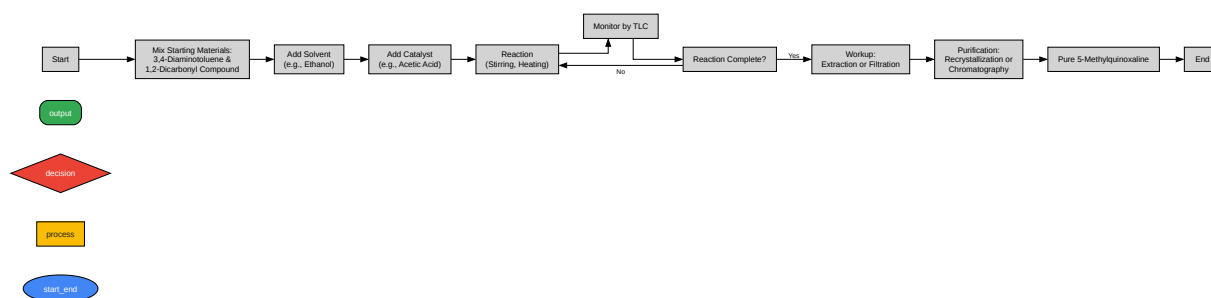 Start
Mix Starting Materials:
3,4-Diaminotoluene &
1,2-Dicarbonyl Compound
Add Solvent
(e.g., Ethanol)
Add Catalyst
(e.g., Acetic Acid)
Reaction
(Stirring, Heating)
Monitor by TLC
Reaction Complete?
No
Yes
Workup:
Extraction or Filtration
Purification:
Recrystallization or
Chromatography
Pure 5-Methylquinoxaline
End
output
decision
process
start_end